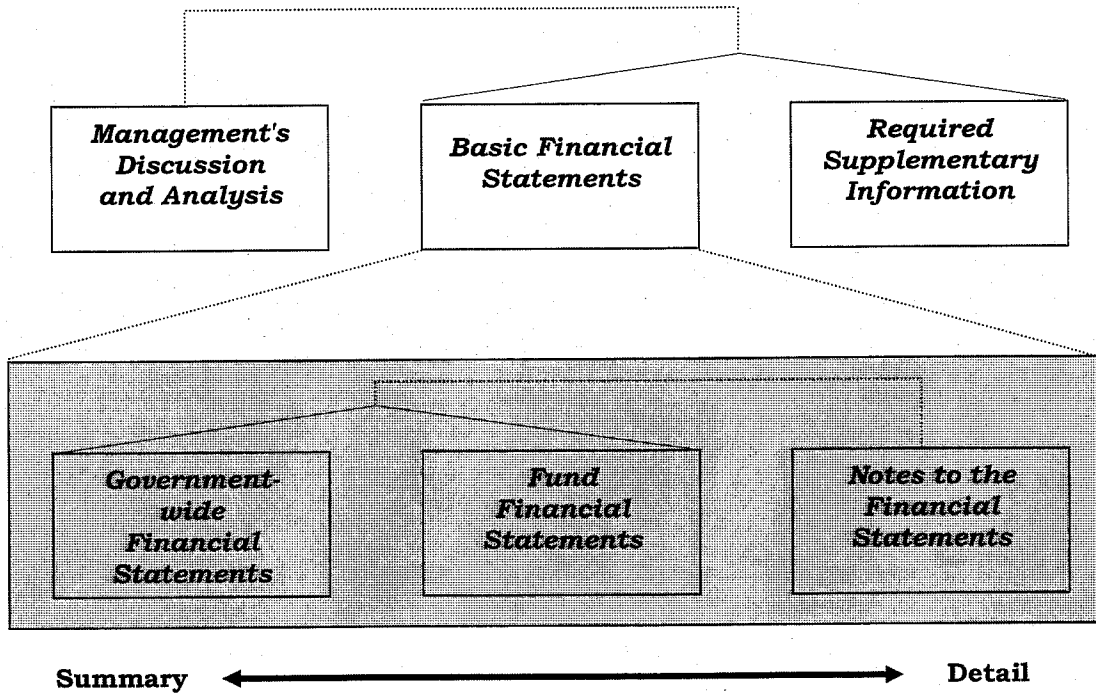 Management's
Discussion
and Analysis
Basic Financial
Statements
Required
Supplementary
Information
Government-
wide
Financial
Statements
Fund
Financial
Statements
Notes to the
Financial
Statements
Summary
Detail